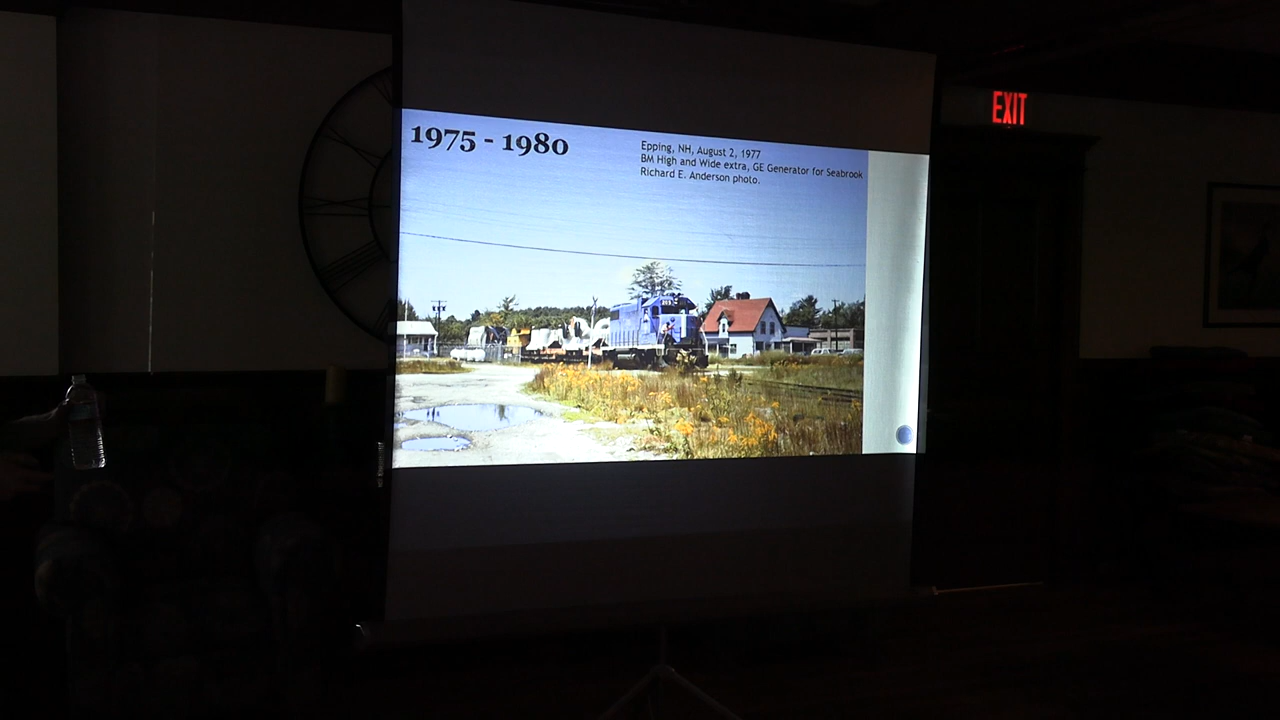 1975 - 1980
Epping, NH, August 2, 1977
BM High and Wide extra, GE Generator for Seabrook
Richard E. Anderson photo.
EXIT